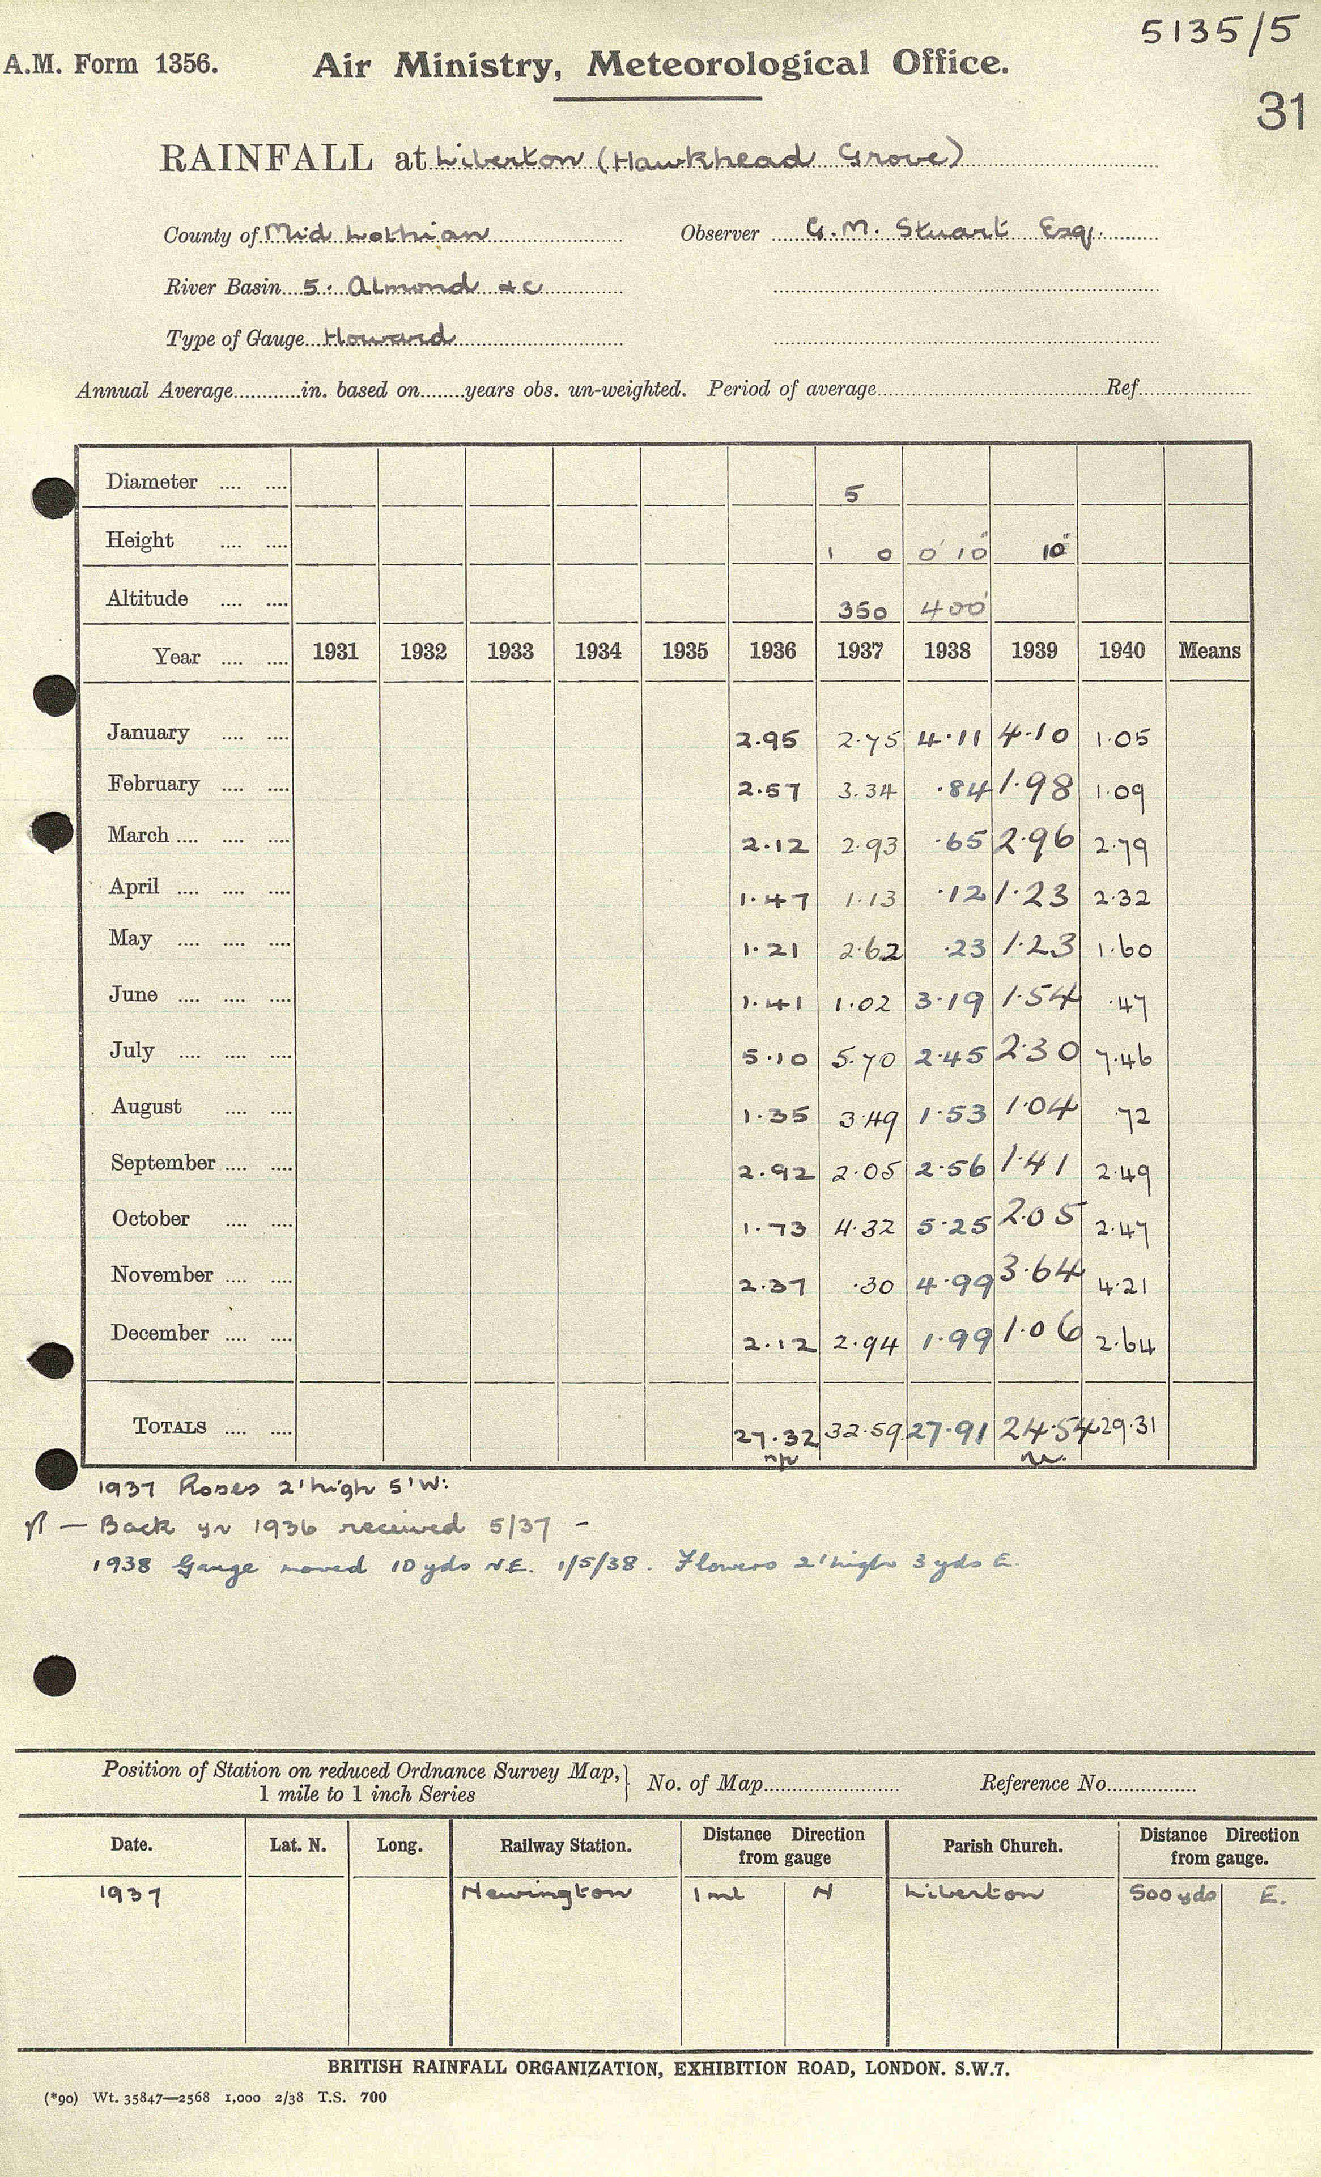 5135/5
A.M. Form 1356. Air Ministry, Meteorological Office.
31
RAINFALL at Liberton (Hawkhead Grove)
County of Mid Lothian Observer G.M. Stuart Esq.
River Basin 5. Almond &c
Type of Gauge Howard
Annual Average in. based on years obs. un-weighted. Period of average Ref.
Diameter 5
Height 1 0 0' 10" 10"
Altitude 350 400'
Year 1931 1932 1933 1934 1935 1936 1937 1938 1939 1940 Means
January 2.95 2.75 4.11 4.10 1.05
February 2.57 3.34 .84 1.98 1.09
March 2.12 2.93 .65 2.96 2.79
April 1.47 1.13 .12 1.23 2.32
May 1.21 2.62 .23 1.23 1.60
June 1.41 1.02 3.19 1.54 .47
July 5.10 5.70 2.45 2.30 7.46
August 1.35 3.49 1.53 1.04 72
September 2.92 2.05 2.56 1.41 2.49
October 1.73 4.32 5.25 2.05 2.47
November 2.37 .30 4.99 3.64 4.21
December 2.12 2.94 1.99 1.06 2.64
TOTALS 27.32 32.59 27.91 24.54 29.31
1937 Roses 2' high 5' W:
— Back yr 1936 received 5/37 –
1938 Gauge moved 10 yds N.E. 1/5/38. Flowers 2' high 3 yds E.
Position of Station on reduced Ordnance Survey Map, 1 mile to 1 inch Series } No. of Map Reference No.
Date. Lat. N. Long. Railway Station. Distance Direction from gauge Parish Church. Distance Direction from gauge.
1937 Newington 1 ml N Liberton 500 yds E.
BRITISH RAINFALL ORGANIZATION, EXHIBITION ROAD, LONDON. S.W.7.
(*90) Wt. 35847—2568 1,000 2/38 T.S. 700